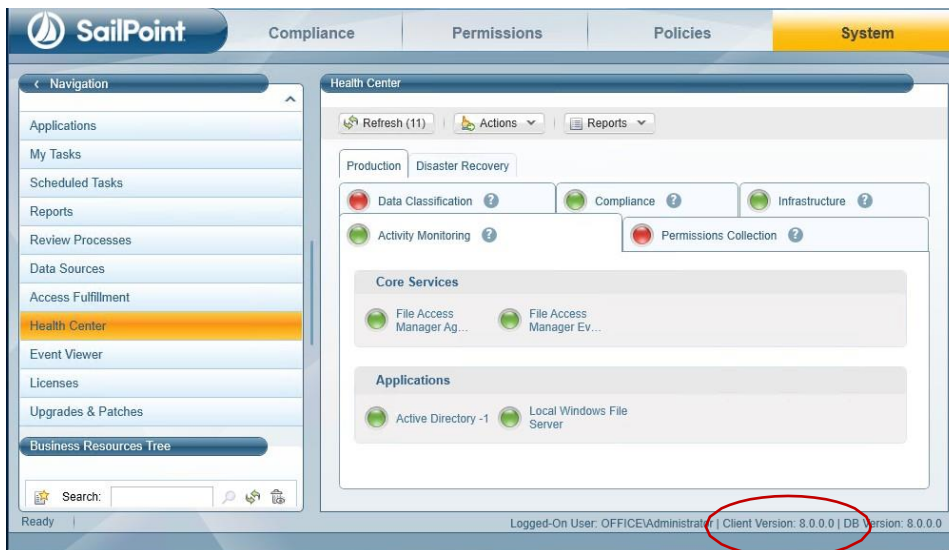 SailPoint
Compliance
Permissions
Policies
System
Navigation
Applications
My Tasks
Scheduled Tasks
Reports
Review Processes
Data Sources
Access Fulfillment
Health Center
Event Viewer
Licenses
Upgrades & Patches
Business Resources Tree
Search:
Health Center
Refresh (11)
Actions
Reports
Production
Disaster Recovery
Data Classification
Compliance
Infrastructure
Activity Monitoring
Permissions Collection
Core Services
File Access
Manager Ag...
File Access
Manager Ev...
Applications
Active Directory -1
Local Windows File
Server
Ready
Logged-On User: OFFICE\Administrator | Client Version: 8.0.0.0 | DB Version: 8.0.0.0